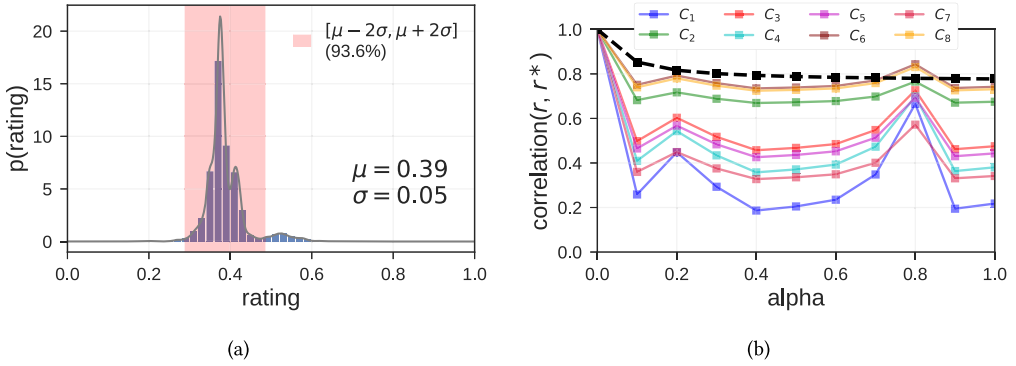 20
15
10
5
0
p(rating)
[μ − 2σ, μ + 2σ]
(93.6%)
μ = 0.39
σ = 0.05
0.0 0.2 0.4 0.6 0.8 1.0
rating
(a)
C1 C3 C5 C7
C2 C4 C6 C8
1.0
0.8
0.6
0.4
0.2
0.0
correlation(r, r*)
0.0 0.2 0.4 0.6 0.8 1.0
alpha
(b)